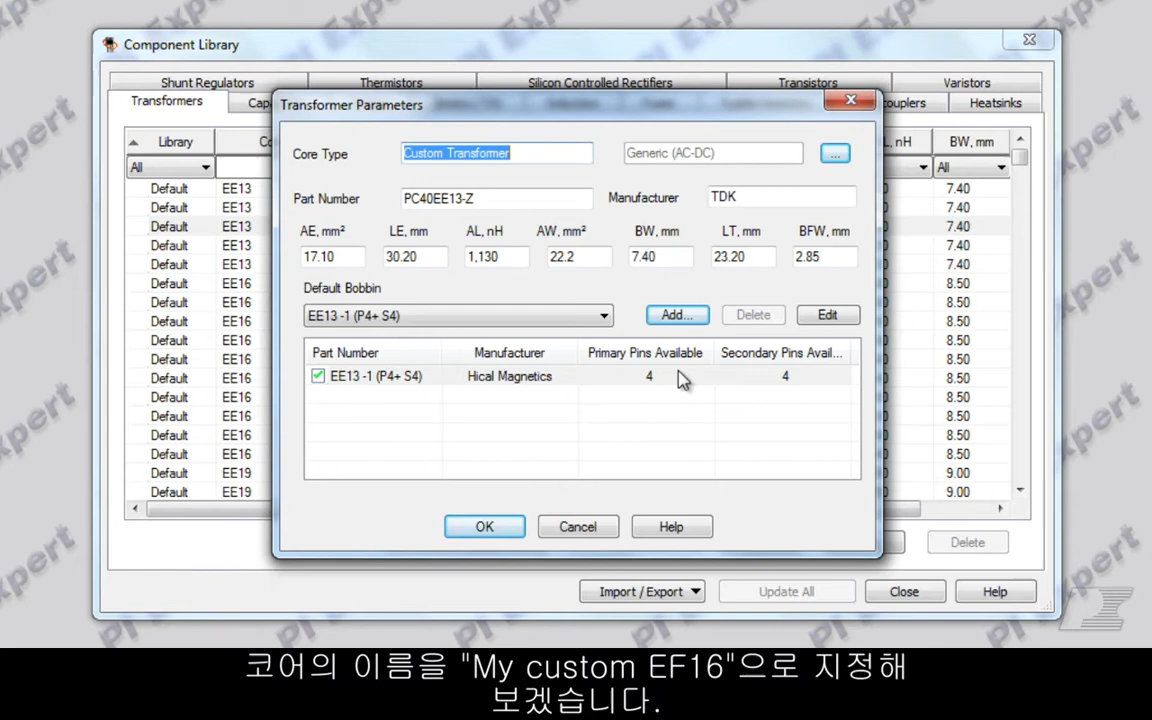 Component Library
Shunt Regulators Thermistors Silicon Controlled Rectifiers Transistors Varistors
Transformers Heatsinks
Transformer Parameters
Library BW, mm
All All
Core Type Custom Transformer Generic (AC-DC) ...
Part Number PC40EE13-Z Manufacturer TDK
AE, mm² LE, mm AL, nH AW, mm² BW, mm LT, mm BFW, mm
17.10 30.20 1,130 22.2 7.40 23.20 2.85
Default Bobbin
EE13 -1 (P4+ S4) Add... Delete Edit
Part Number Manufacturer Primary Pins Available Secondary Pins Avail...
EE13 -1 (P4+ S4) Hical Magnetics 4 4
OK Cancel Help
Default EE13 7.40
Default EE13 7.40
Default EE13 7.40
Default EE13 7.40
Default EE13 7.40
Default EE16 8.50
Default EE16 8.50
Default EE16 8.50
Default EE16 8.50
Default EE16 8.50
Default EE16 8.50
Default EE16 8.50
Default EE16 8.50
Default EE16 8.50
Default EE16 8.50
Default EE19 9.00
Default EE19 9.00
Delete
Import / Export Update All Close Help
코어의 이름을 "My custom EF16"으로 지정해
보겠습니다.